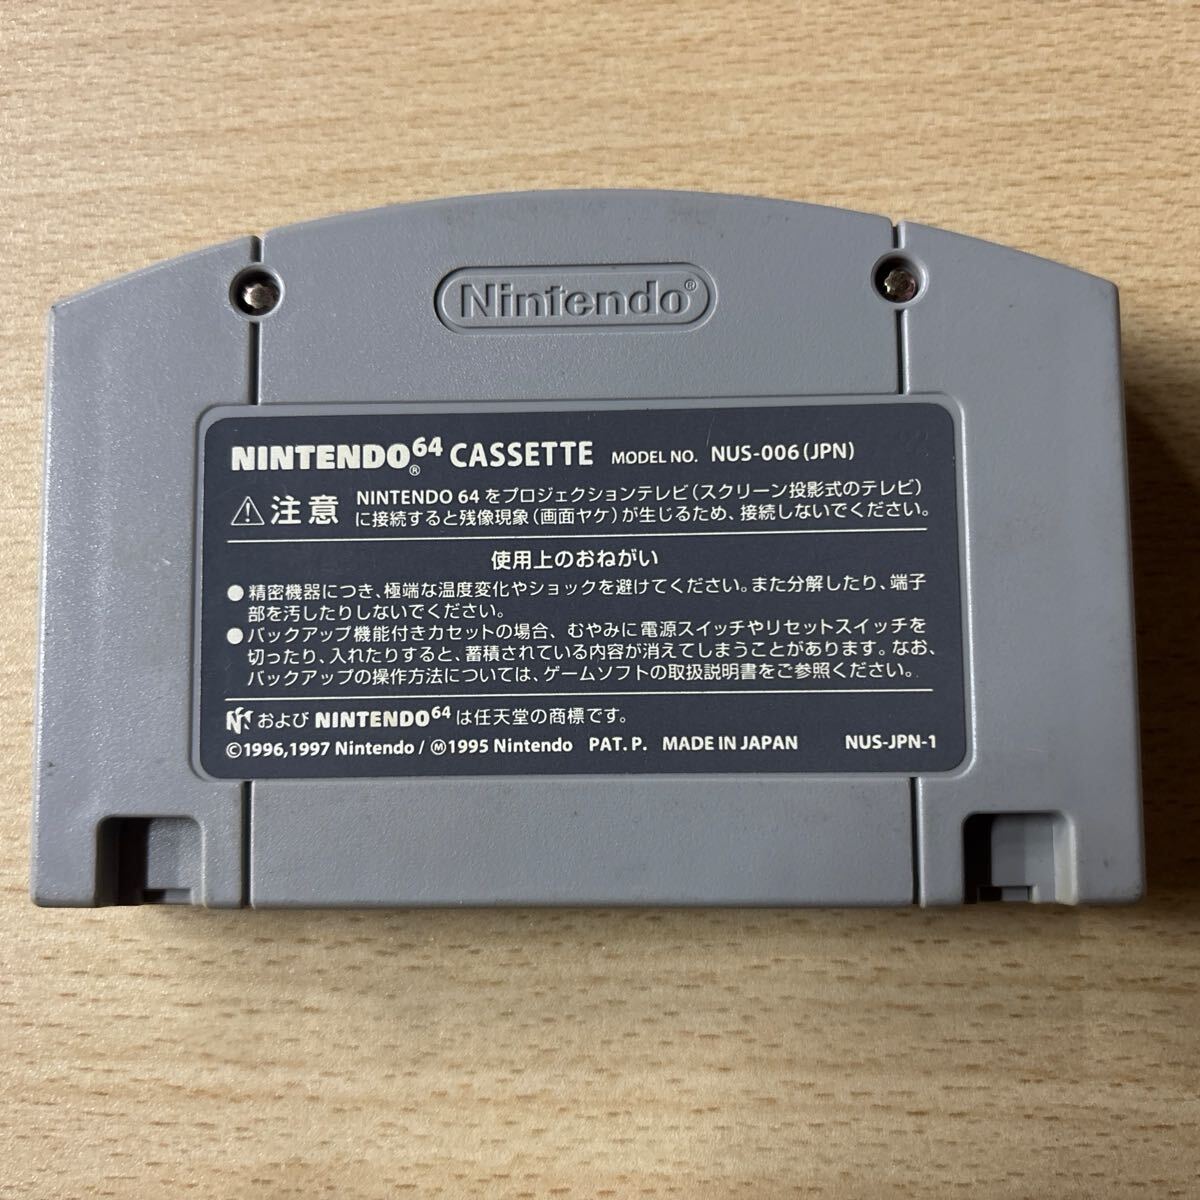 Nintendo®
NINTENDO64® CASSETTE MODEL NO. NUS-006(JPN)
⚠注意 NINTENDO 64をプロジェクションテレビ(スクリーン投影式のテレビ)
に接続すると残像現象(画面ヤケ)が生じるため、接続しないでください。
使用上のおねがい
●精密機器につき、極端な温度変化やショックを避けてください。また分解したり、端子
部を汚したりしないでください。
●バックアップ機能付きカセットの場合、むやみに電源スイッチやリセットスイッチを
切ったり、入れたりすると、蓄積されている内容が消えてしまうことがあります。なお、
バックアップの操作方法については、ゲームソフトの取扱説明書をご参照ください。
および NINTENDO64は任天堂の商標です。
©1996,1997 Nintendo / Ⓜ1995 Nintendo PAT. P. MADE IN JAPAN NUS-JPN-1